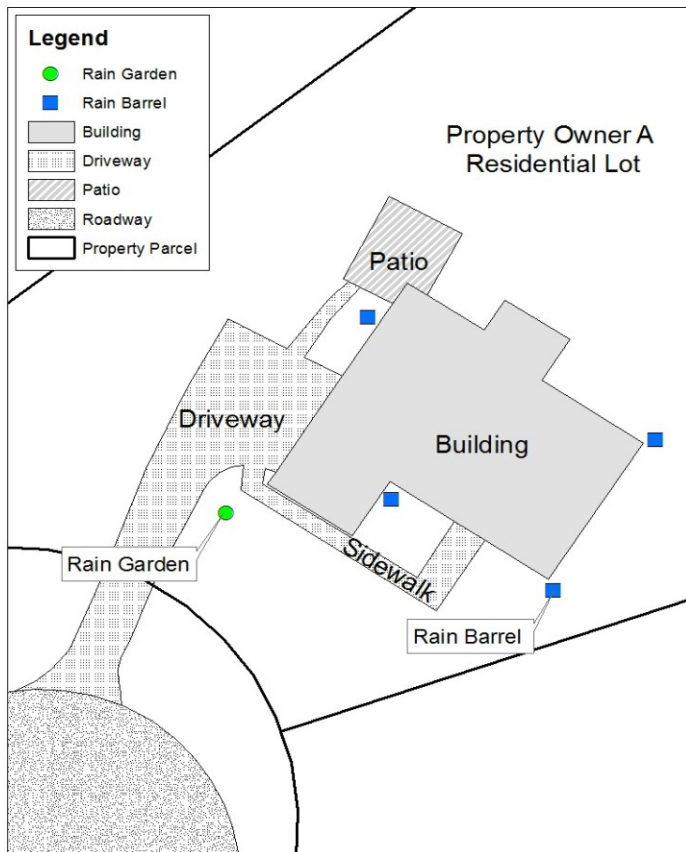 Legend
Rain Garden
Rain Barrel
Building
Driveway
Patio
Roadway
Property Parcel
Property Owner A
Residential Lot
Patio
Driveway
Building
Rain Garden
Sidewalk
Rain Barrel